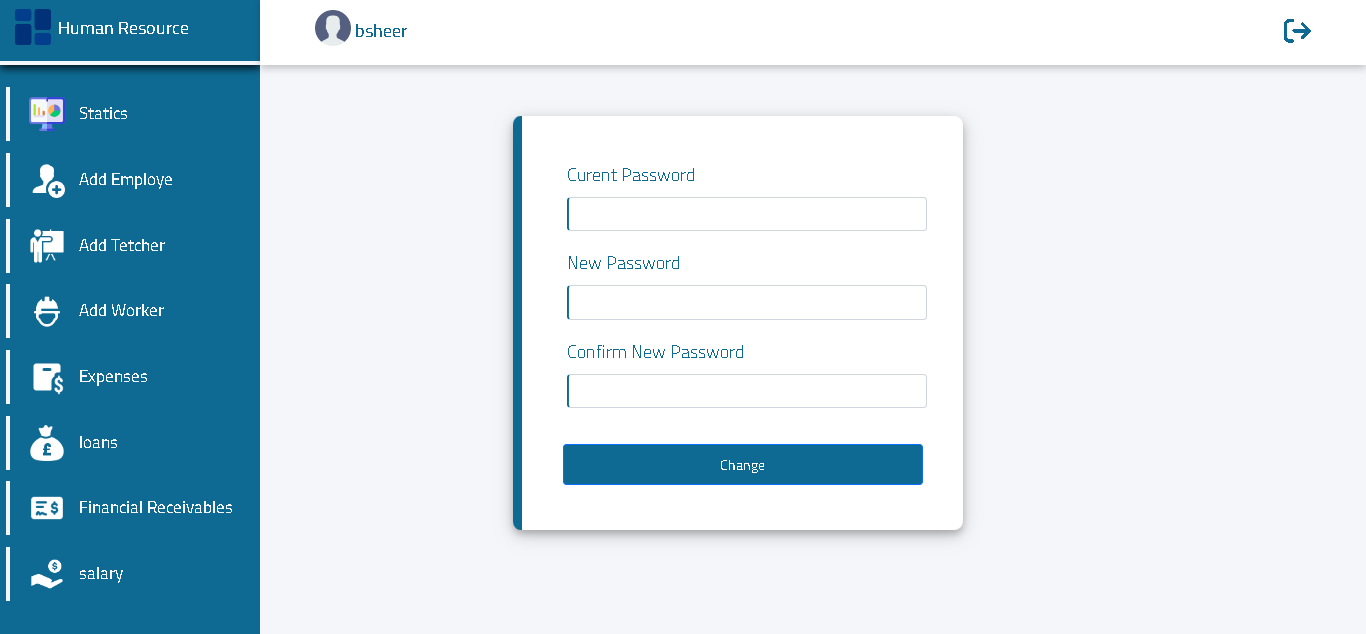 Human Resource
bsheer
Statics
Add Employe
Add Tetcher
Add Worker
Expenses
loans
Financial Receivables
salary
Curent Password
New Password
Confirm New Password
Change